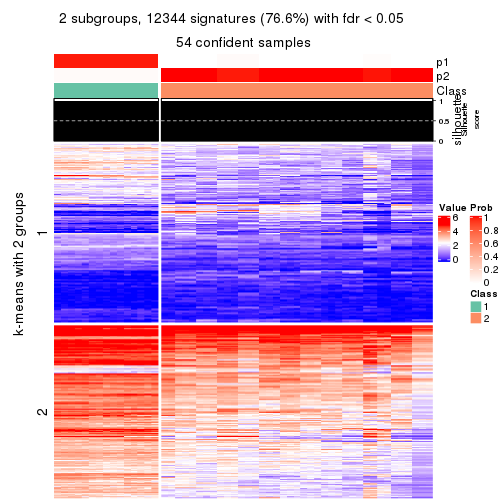 2 subgroups, 12344 signatures (76.6%) with fdr < 0.05
54 confident samples
p1
p2
Class
silhouette
Silhouette
score
1
0.5
0
k-means with 2 groups
1
2
Value
6
4
2
0
Prob
1
0.8
0.6
0.4
0.2
0
Class
1
2